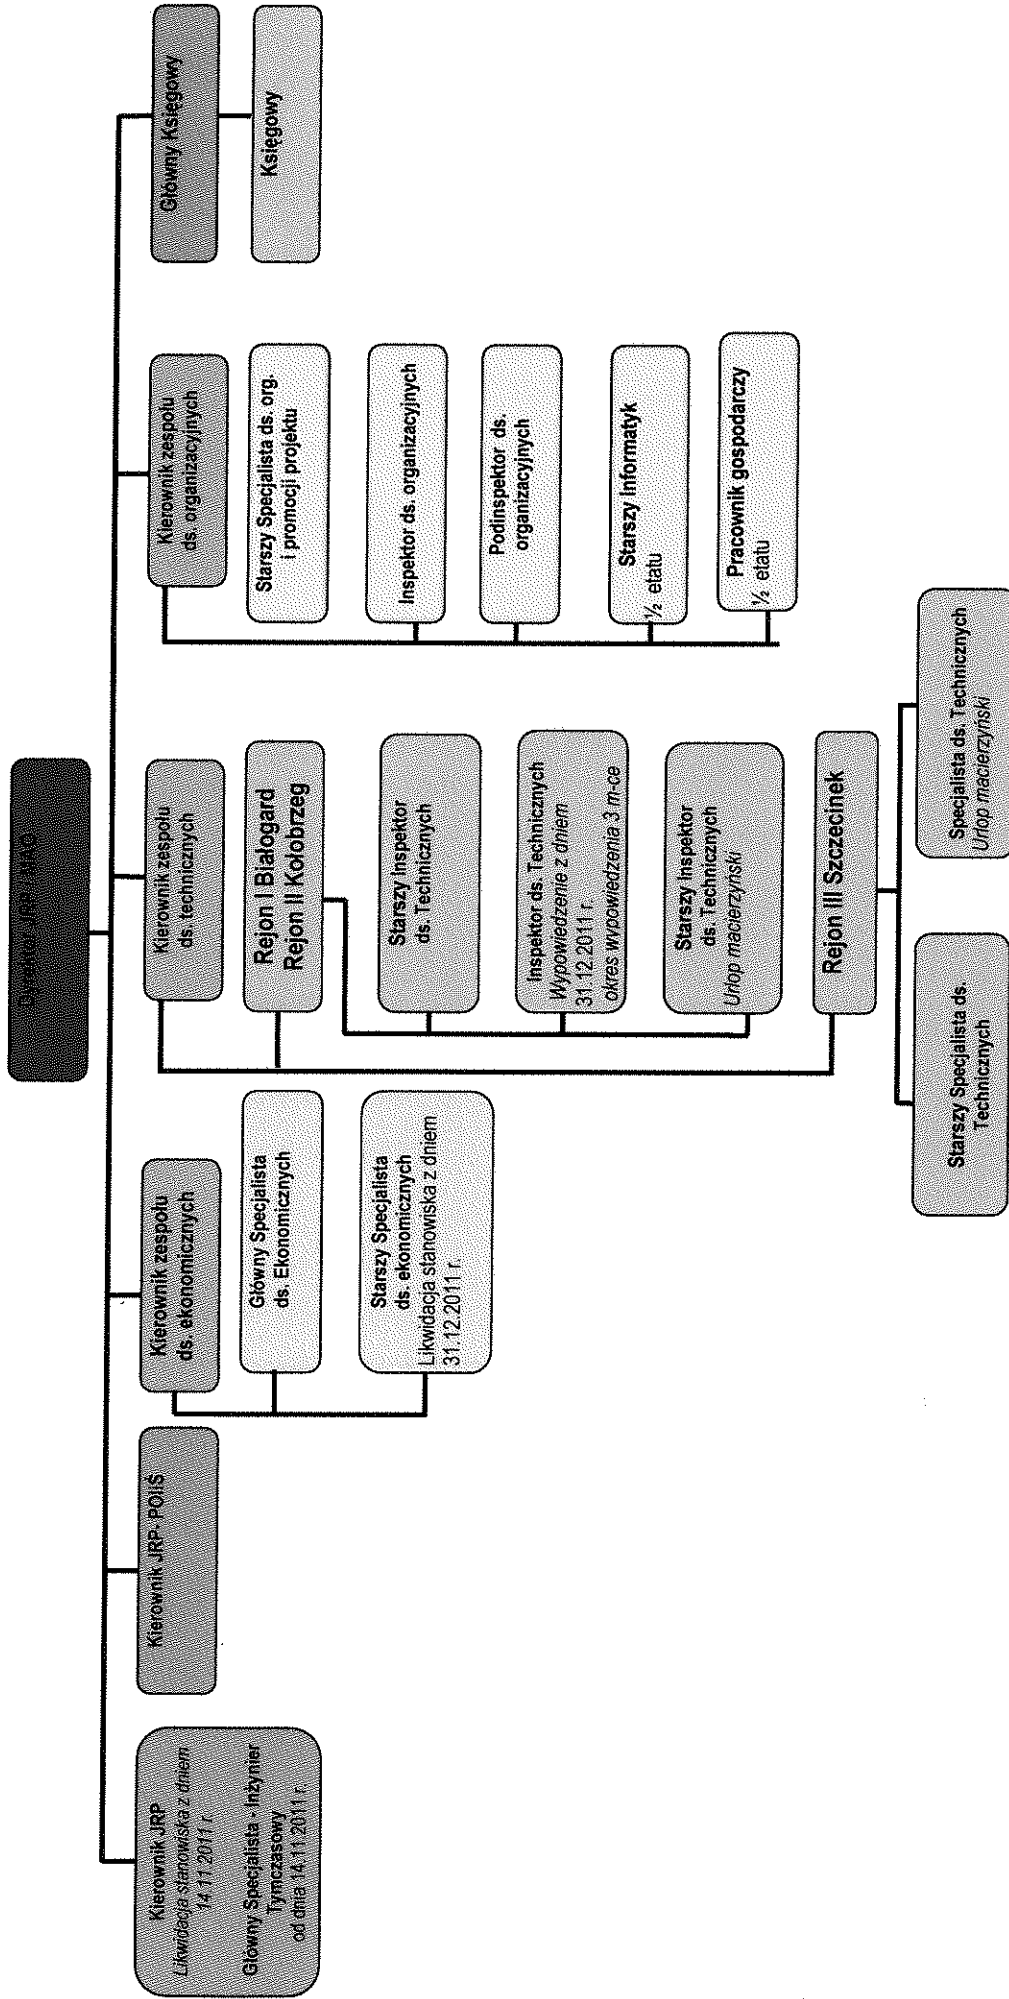 Dyrektor JRP
Kierownik JRP
Likwidacja stanowiska z dniem
14.11.2011 r.
Główny Specjalista - Inżynier
Tymczasowy
od dnia 14.11.2011 r.
Kierownik JRP- POIiŚ
Kierownik zespołu
ds. ekonomicznych
Główny Specjalista
ds. Ekonomicznych
Starszy Specjalista
ds. ekonomicznych
Likwidacja stanowiska z dniem
31.12.2011 r.
Kierownik zespołu
ds. technicznych
Rejon I Białogard
Rejon II Kołobrzeg
Starszy Inspektor
ds. Technicznych
Inspektor ds. Technicznych
Wypowiedzenie z dniem
31.12.2011 r.
okres wypowiedzenia 3 m-ce
Starszy Inspektor
ds. Technicznych
Urlop macierzyński
Rejon III Szczecinek
Starszy Specjalista ds.
Technicznych
Specjalista ds. Technicznych
Urlop macierzyński
Kierownik zespołu
ds. organizacyjnych
Starszy Specjalista ds. org.
i promocji projektu
Inspektor ds. organizacyjnych
Podinspektor ds.
organizacyjnych
Starszy Informatyk
½ etatu
Pracownik gospodarczy
½ etatu
Główny Księgowy
Księgowy